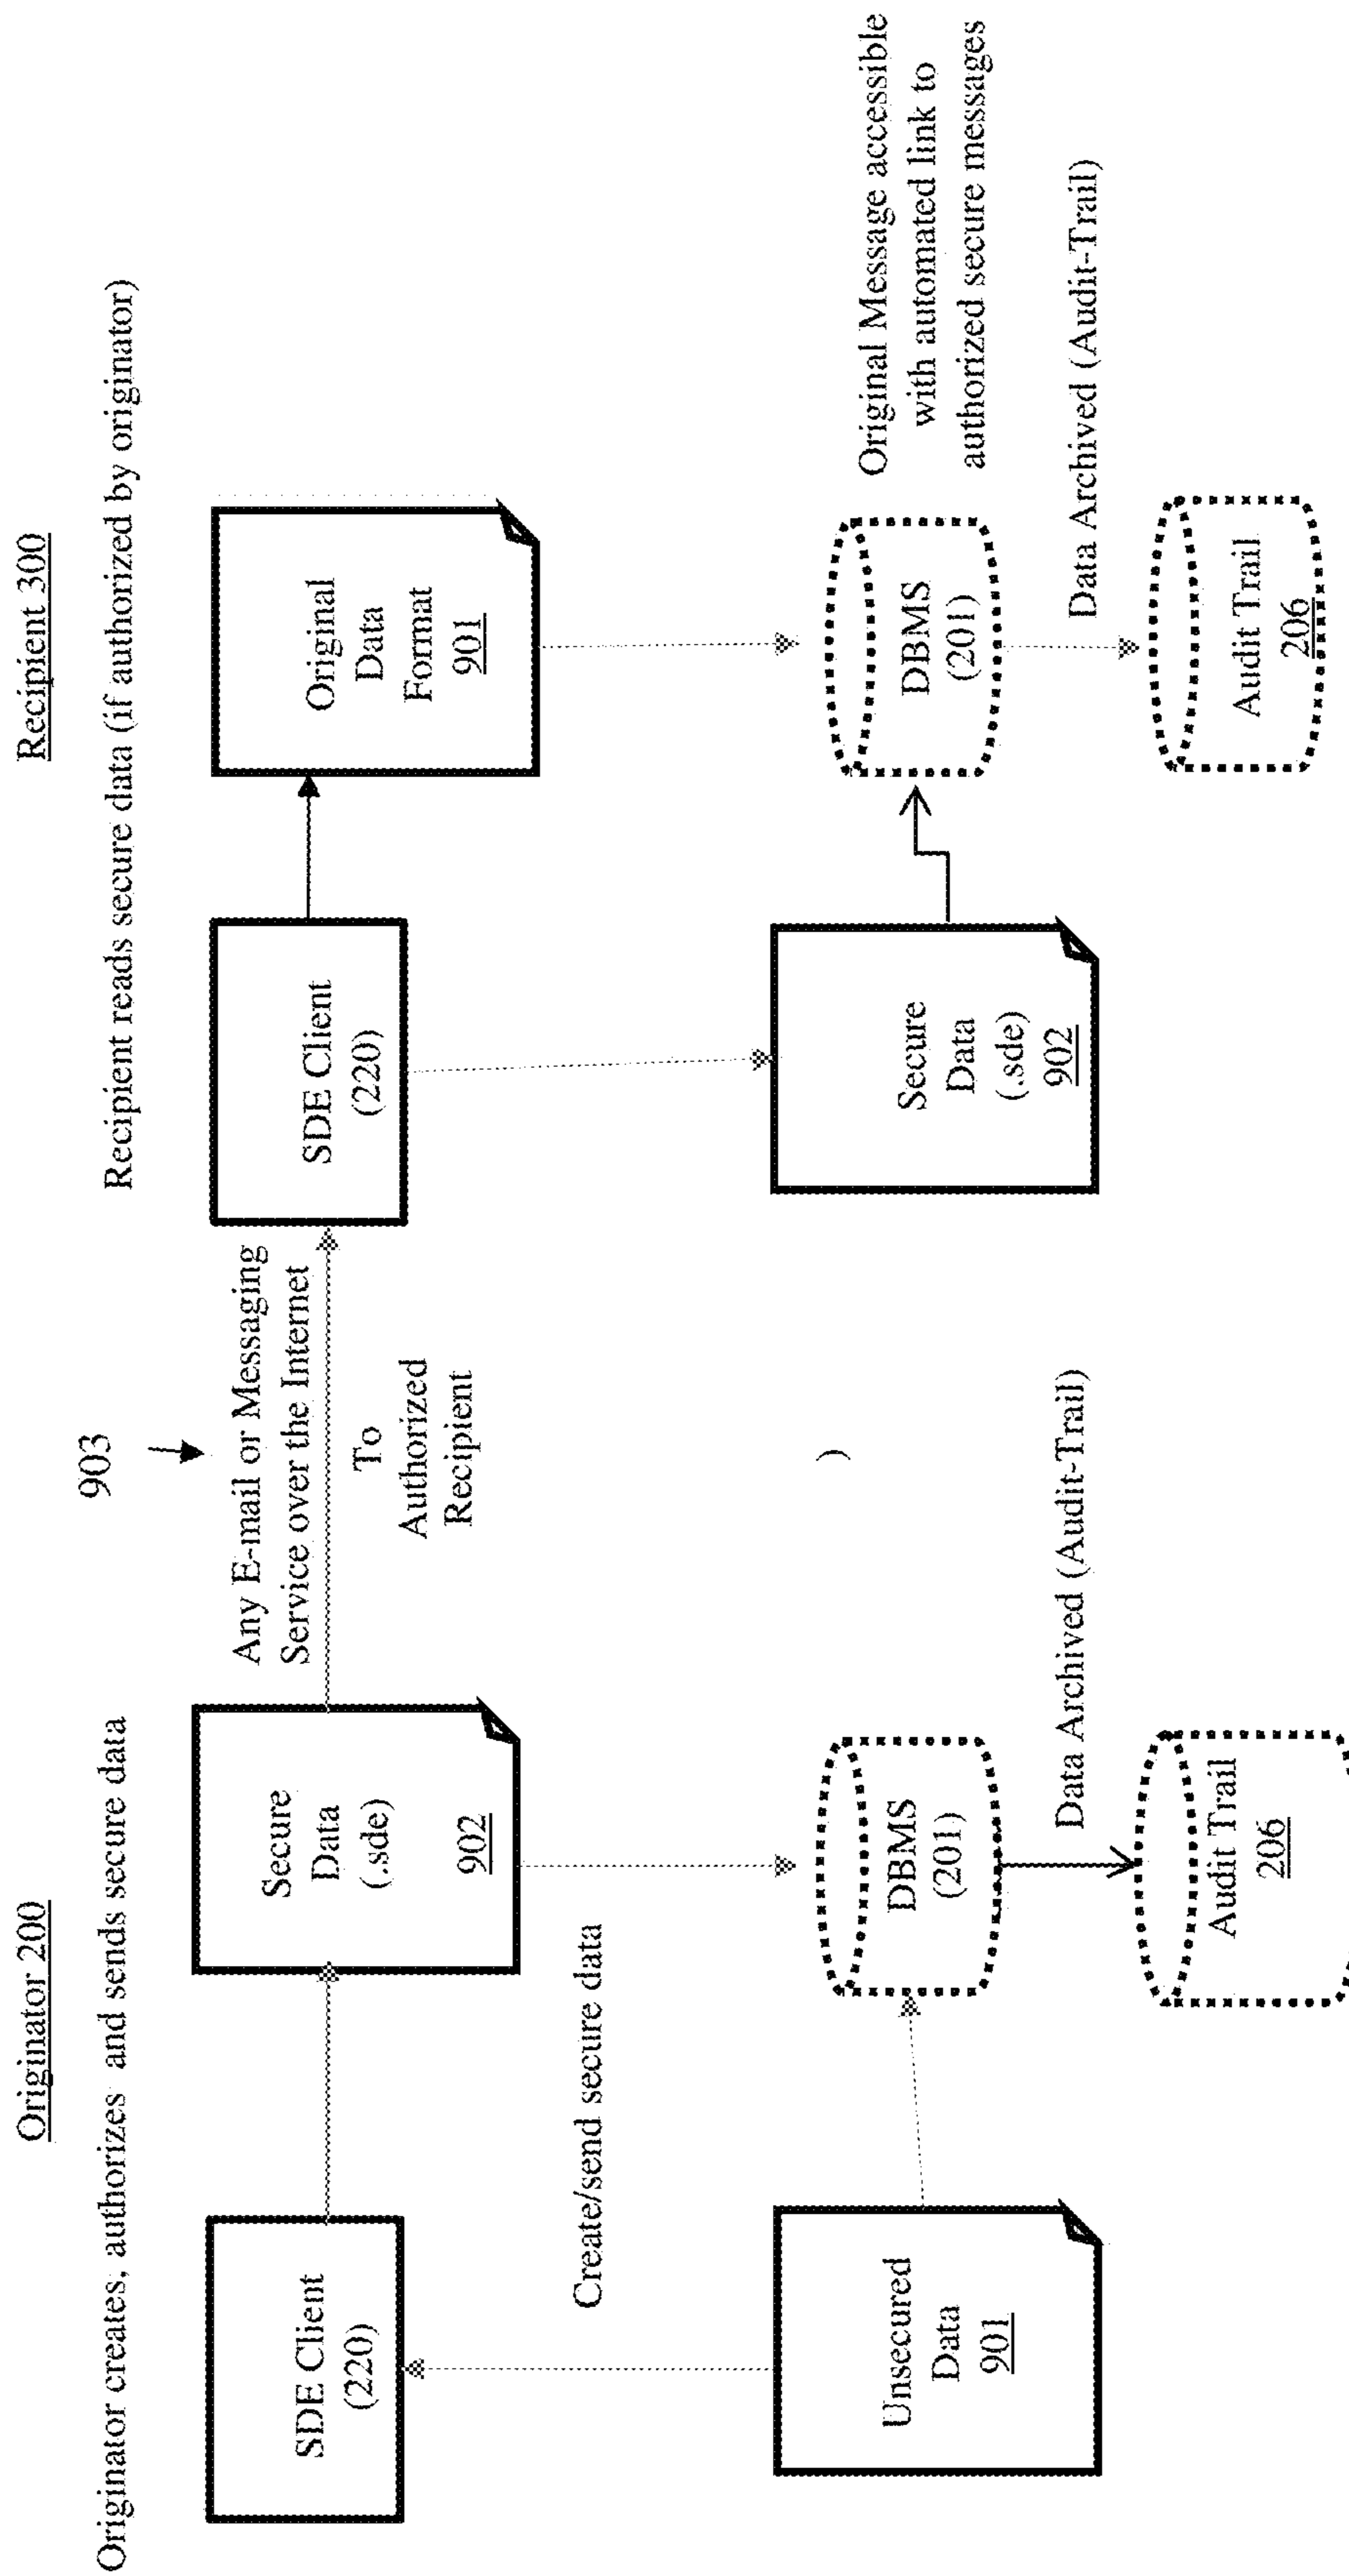 Originator 200
Originator creates, authorizes and sends secure data
SDE Client
(220)
Secure
Data
(.sde)
902
Create/send secure data
Unsecured
Data
901
DBMS
(201)
Data Archived (Audit-Trail)
Audit Trail
206
903
Any E-mail or Messaging
Service over the Internet
To
Authorized
Recipient
)
Recipient 300
Recipient reads secure data (if authorized by originator)
SDE Client
(220)
Original
Data
Format
901
Secure
Data
(.sde)
902
DBMS
(201)
Original Message accessible
with automated link to
authorized secure messages
Data Archived (Audit-Trail)
Audit Trail
206